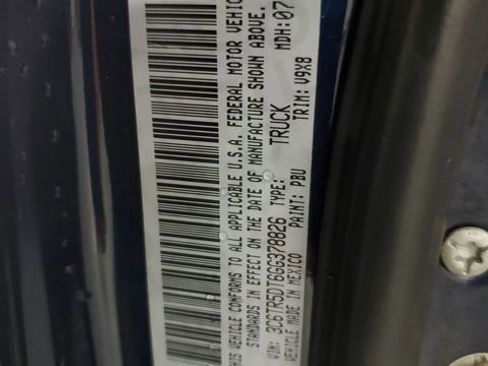 THIS VEHICLE CONFORMS TO ALL APPLICABLE U.S.A. FEDERAL MOTOR VEHIC
STANDARDS IN EFFECT ON THE DATE OF MANUFACTURE SHOWN ABOVE.
VIN: 3C6TR5DT6GG378826 TYPE: TRUCK MDH: 07
VEHICLE MADE IN MEXICO PAINT: PBU TRIM: V9X8